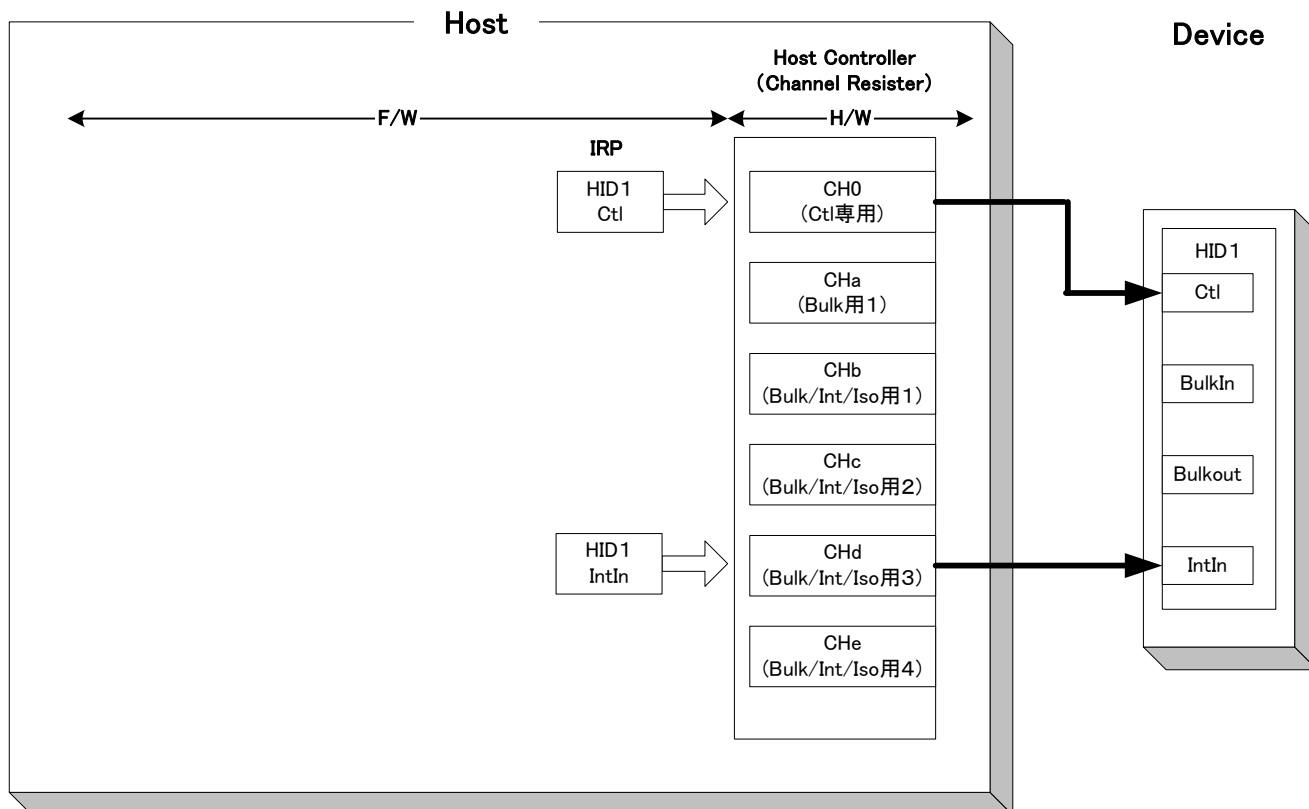 Host
Device
Host Controller
(Channel Resister)
F/W
H/W
IRP
HID1
Ctl
CH0
(Ctl専用)
CHa
(Bulk用1)
CHb
(Bulk/Int/Iso用1)
CHc
(Bulk/Int/Iso用2)
HID1
IntIn
CHd
(Bulk/Int/Iso用3)
CHe
(Bulk/Int/Iso用4)
HID1
Ctl
BulkIn
Bulkout
IntIn